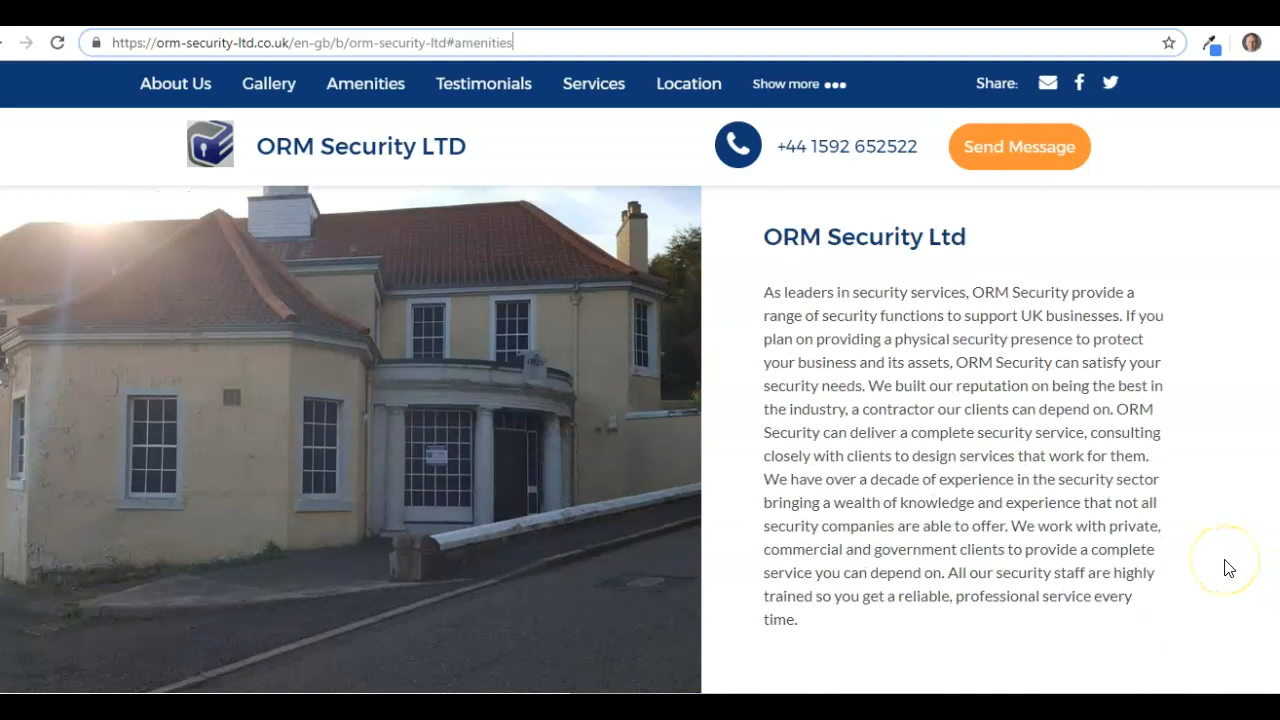 https://orm-security-ltd.co.uk/en-gb/b/orm-security-ltd#amenities
About Us Gallery Amenities Testimonials Services Location Show more Share:
ORM Security LTD +44 1592 652522 Send Message
ORM Security Ltd
As leaders in security services, ORM Security provide a
range of security functions to support UK businesses. If you
plan on providing a physical security presence to protect
your business and its assets, ORM Security can satisfy your
security needs. We built our reputation on being the best in
the industry, a contractor our clients can depend on. ORM
Security can deliver a complete security service, consulting
closely with clients to design services that work for them.
We have over a decade of experience in the security sector
bringing a wealth of knowledge and experience that not all
security companies are able to offer. We work with private,
commercial and government clients to provide a complete
service you can depend on. All our security staff are highly
trained so you get a reliable, professional service every
time.